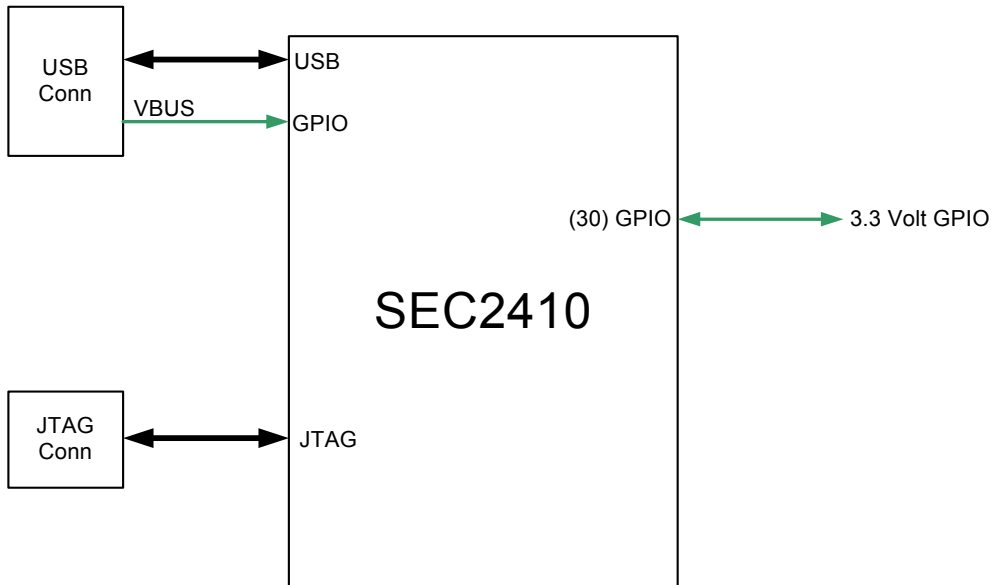 USB
Conn
USB
VBUS
GPIO
(30) GPIO
3.3 Volt GPIO
SEC2410
JTAG
Conn
JTAG